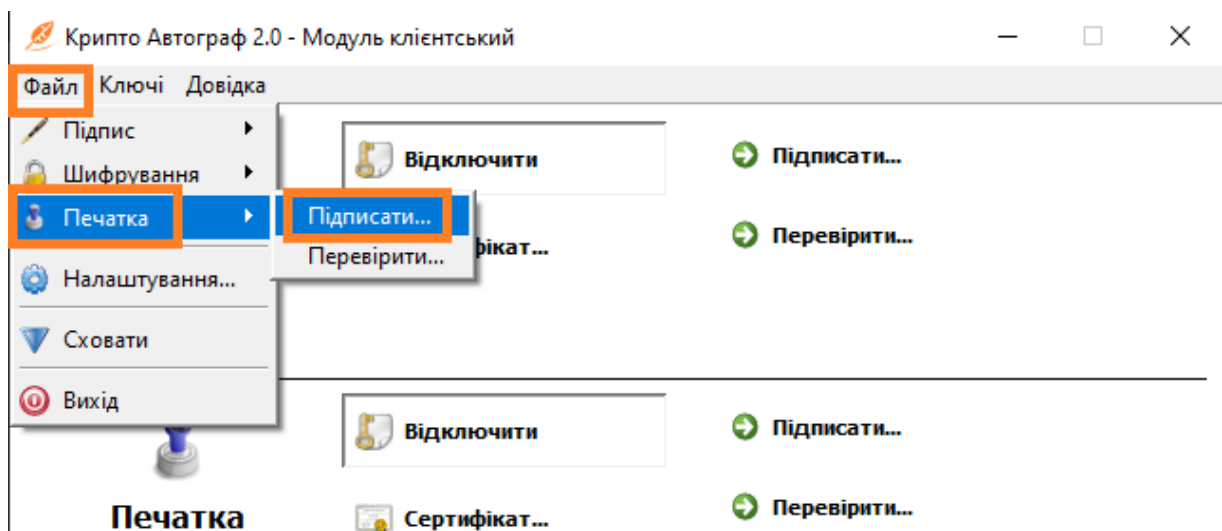 Крипто Автограф 2.0 - Модуль клієнтський
Файл Ключі Довідка
Підпис
Шифрування
Печатка
Налаштування...
Сховати
Вихід
Підписати...
Перевірити...
Відключити
Підписати...
Перевірити...
Відключити
Підписати...
Печатка
Сертифікат...
Перевірити...